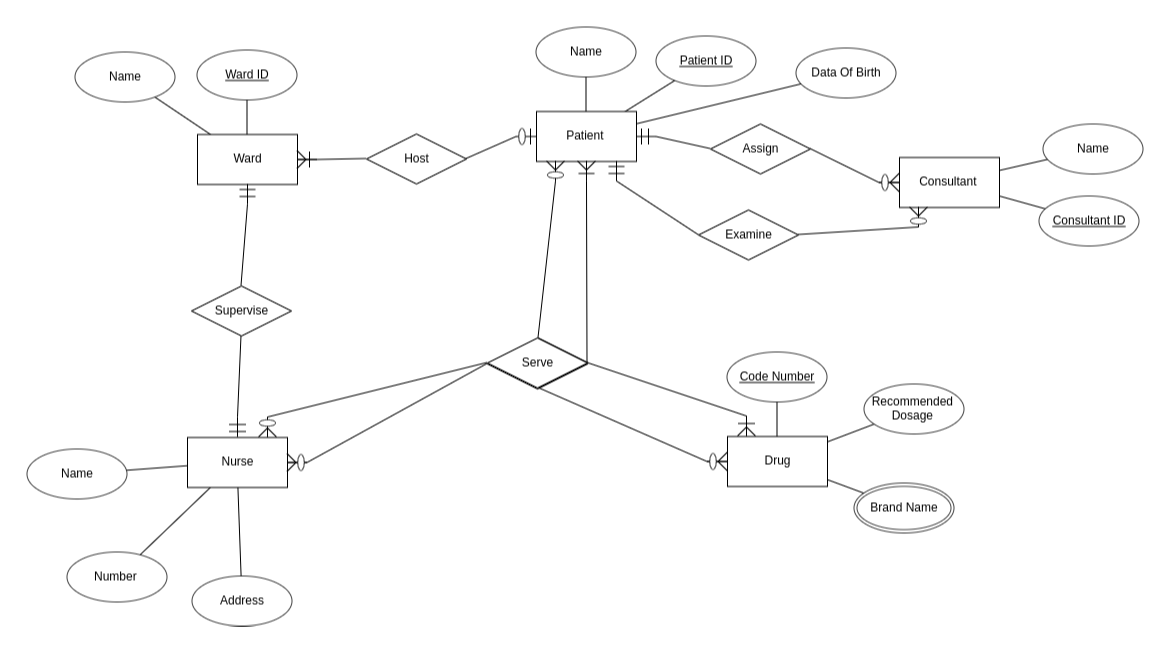 Name
Patient ID
Name
Ward ID
Data Of Birth
Patient
Ward
Host
Assign
Name
Consultant
Consultant ID
Examine
Supervise
Serve
Code Number
Recommended
Dosage
Nurse
Drug
Name
Brand Name
Number
Address